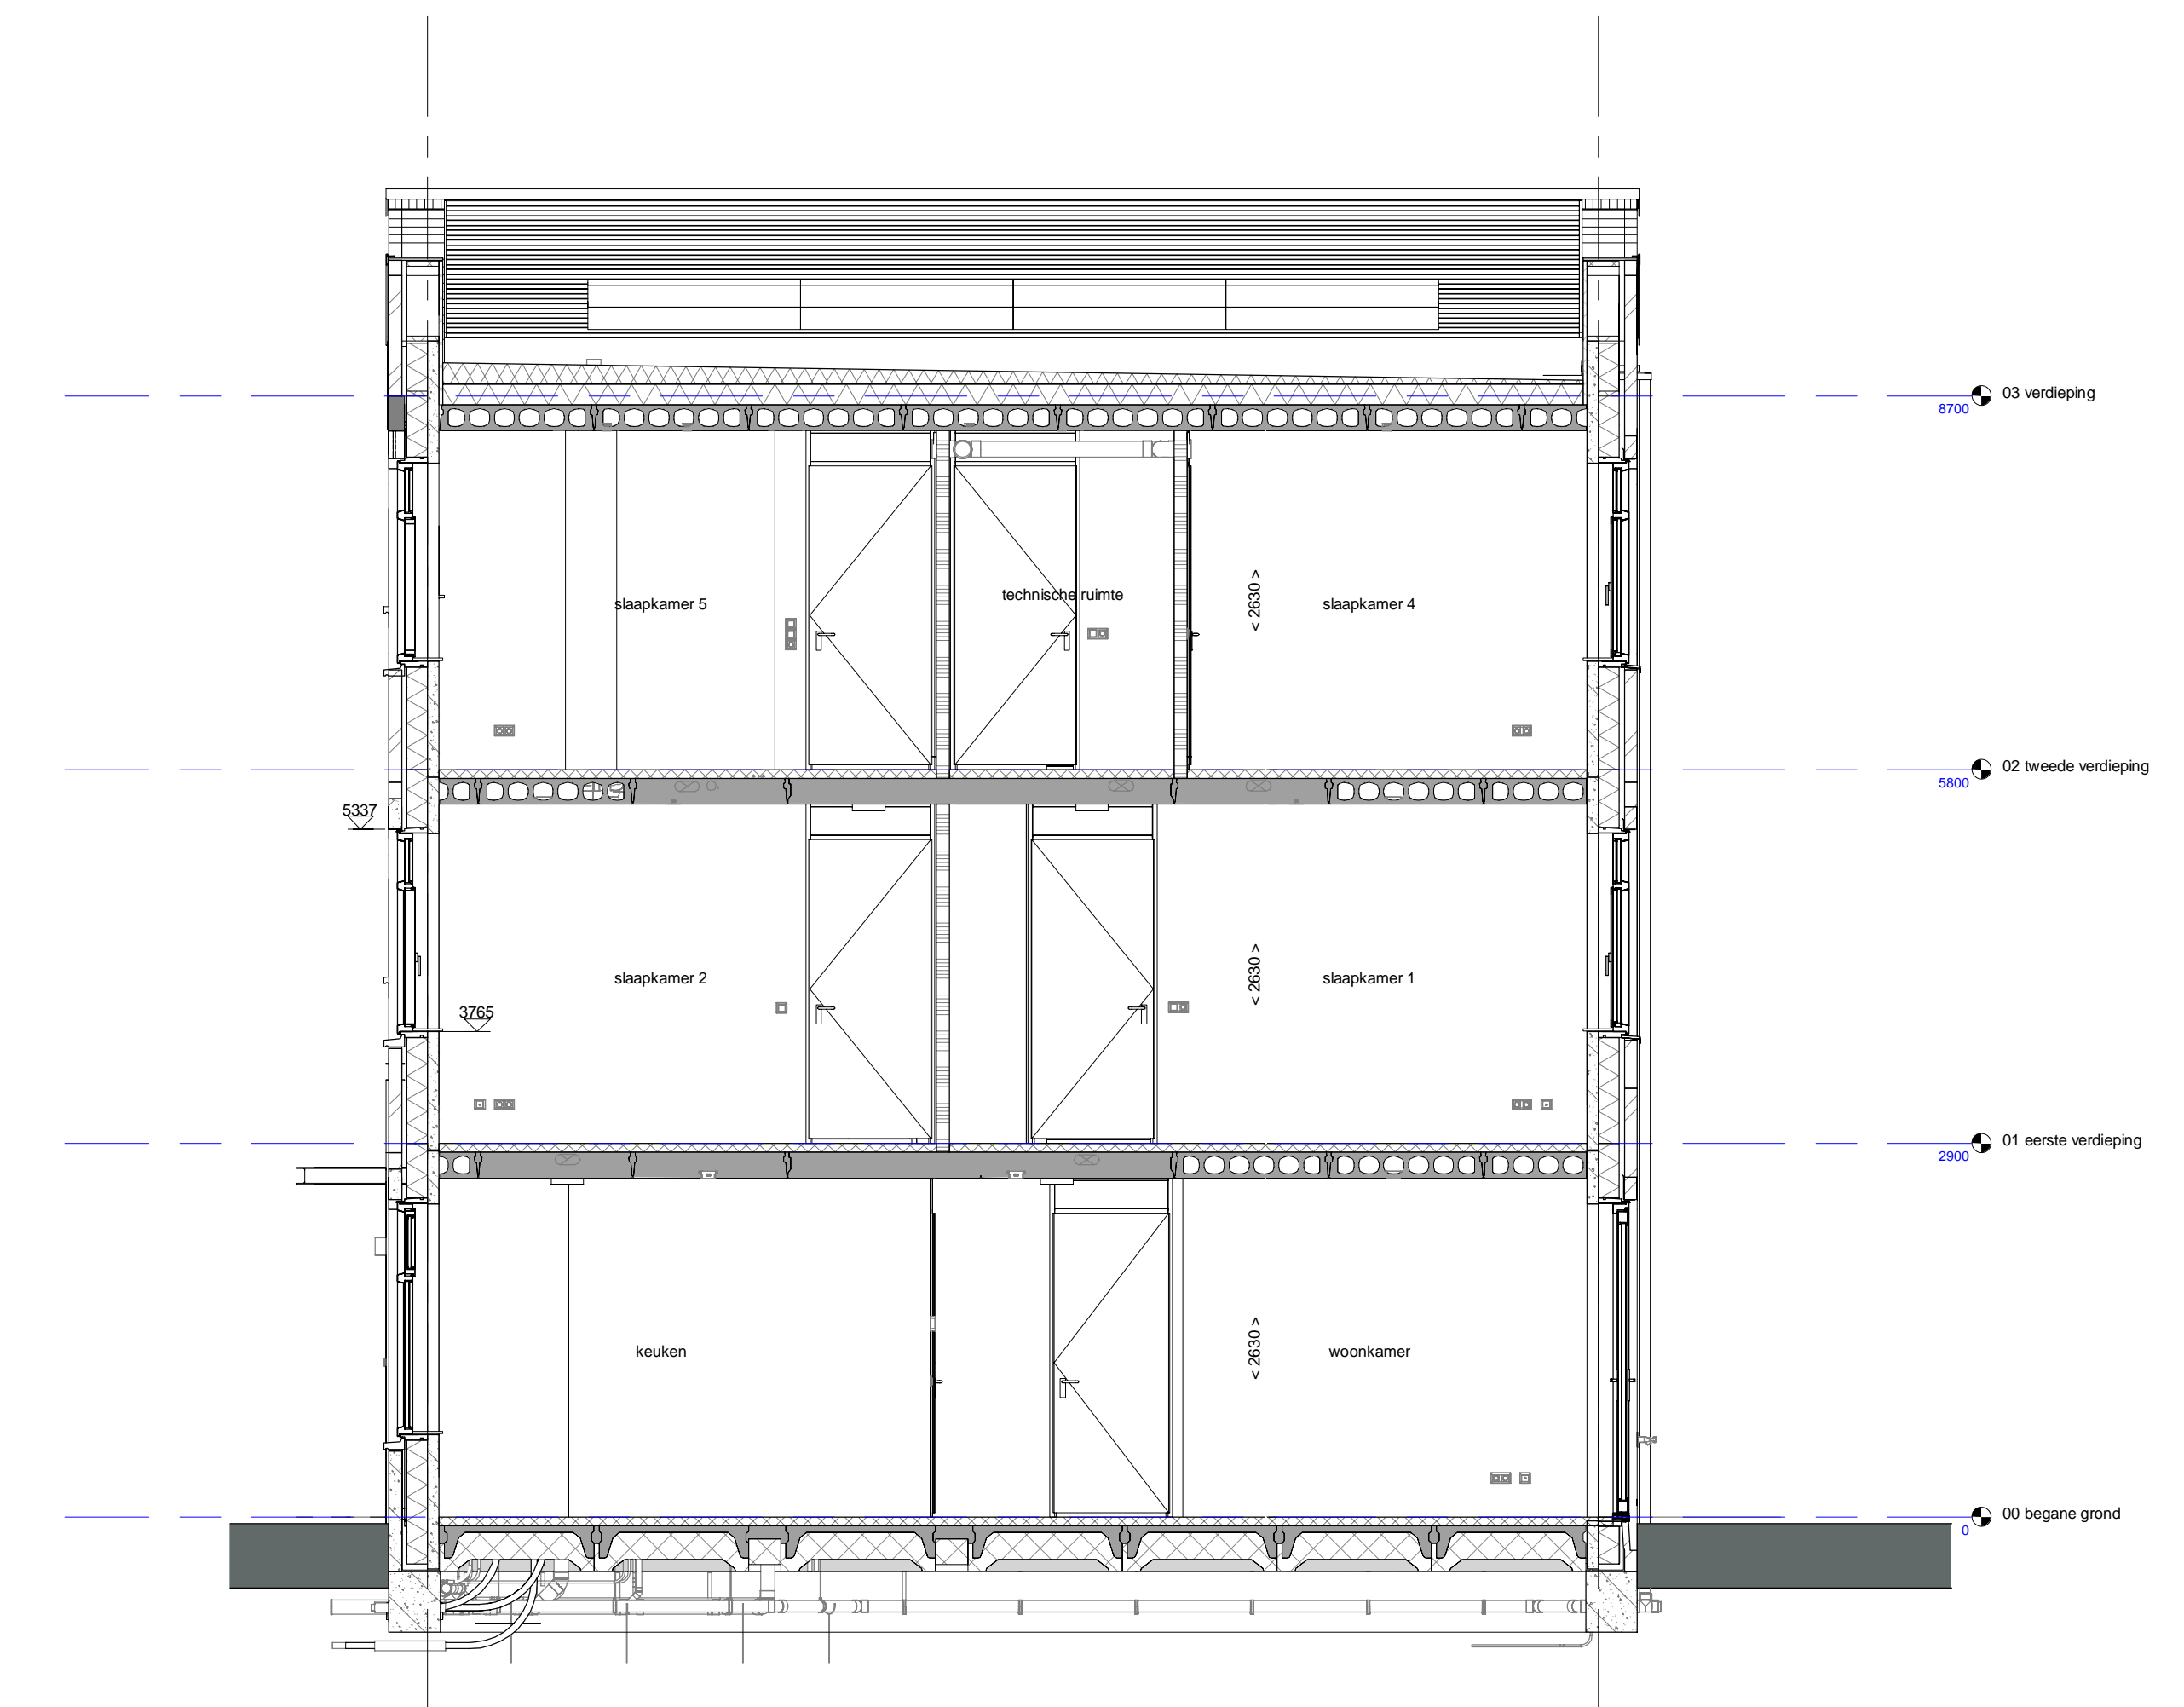 03 verdieping
8700
technische ruimte
slaapkamer 5
< 2630 >
slaapkamer 4
02 tweede verdieping
5800
5337
slaapkamer 2
< 2630 >
slaapkamer 1
3765
01 eerste verdieping
2900
keuken
< 2630 >
woonkamer
00 begane grond
0